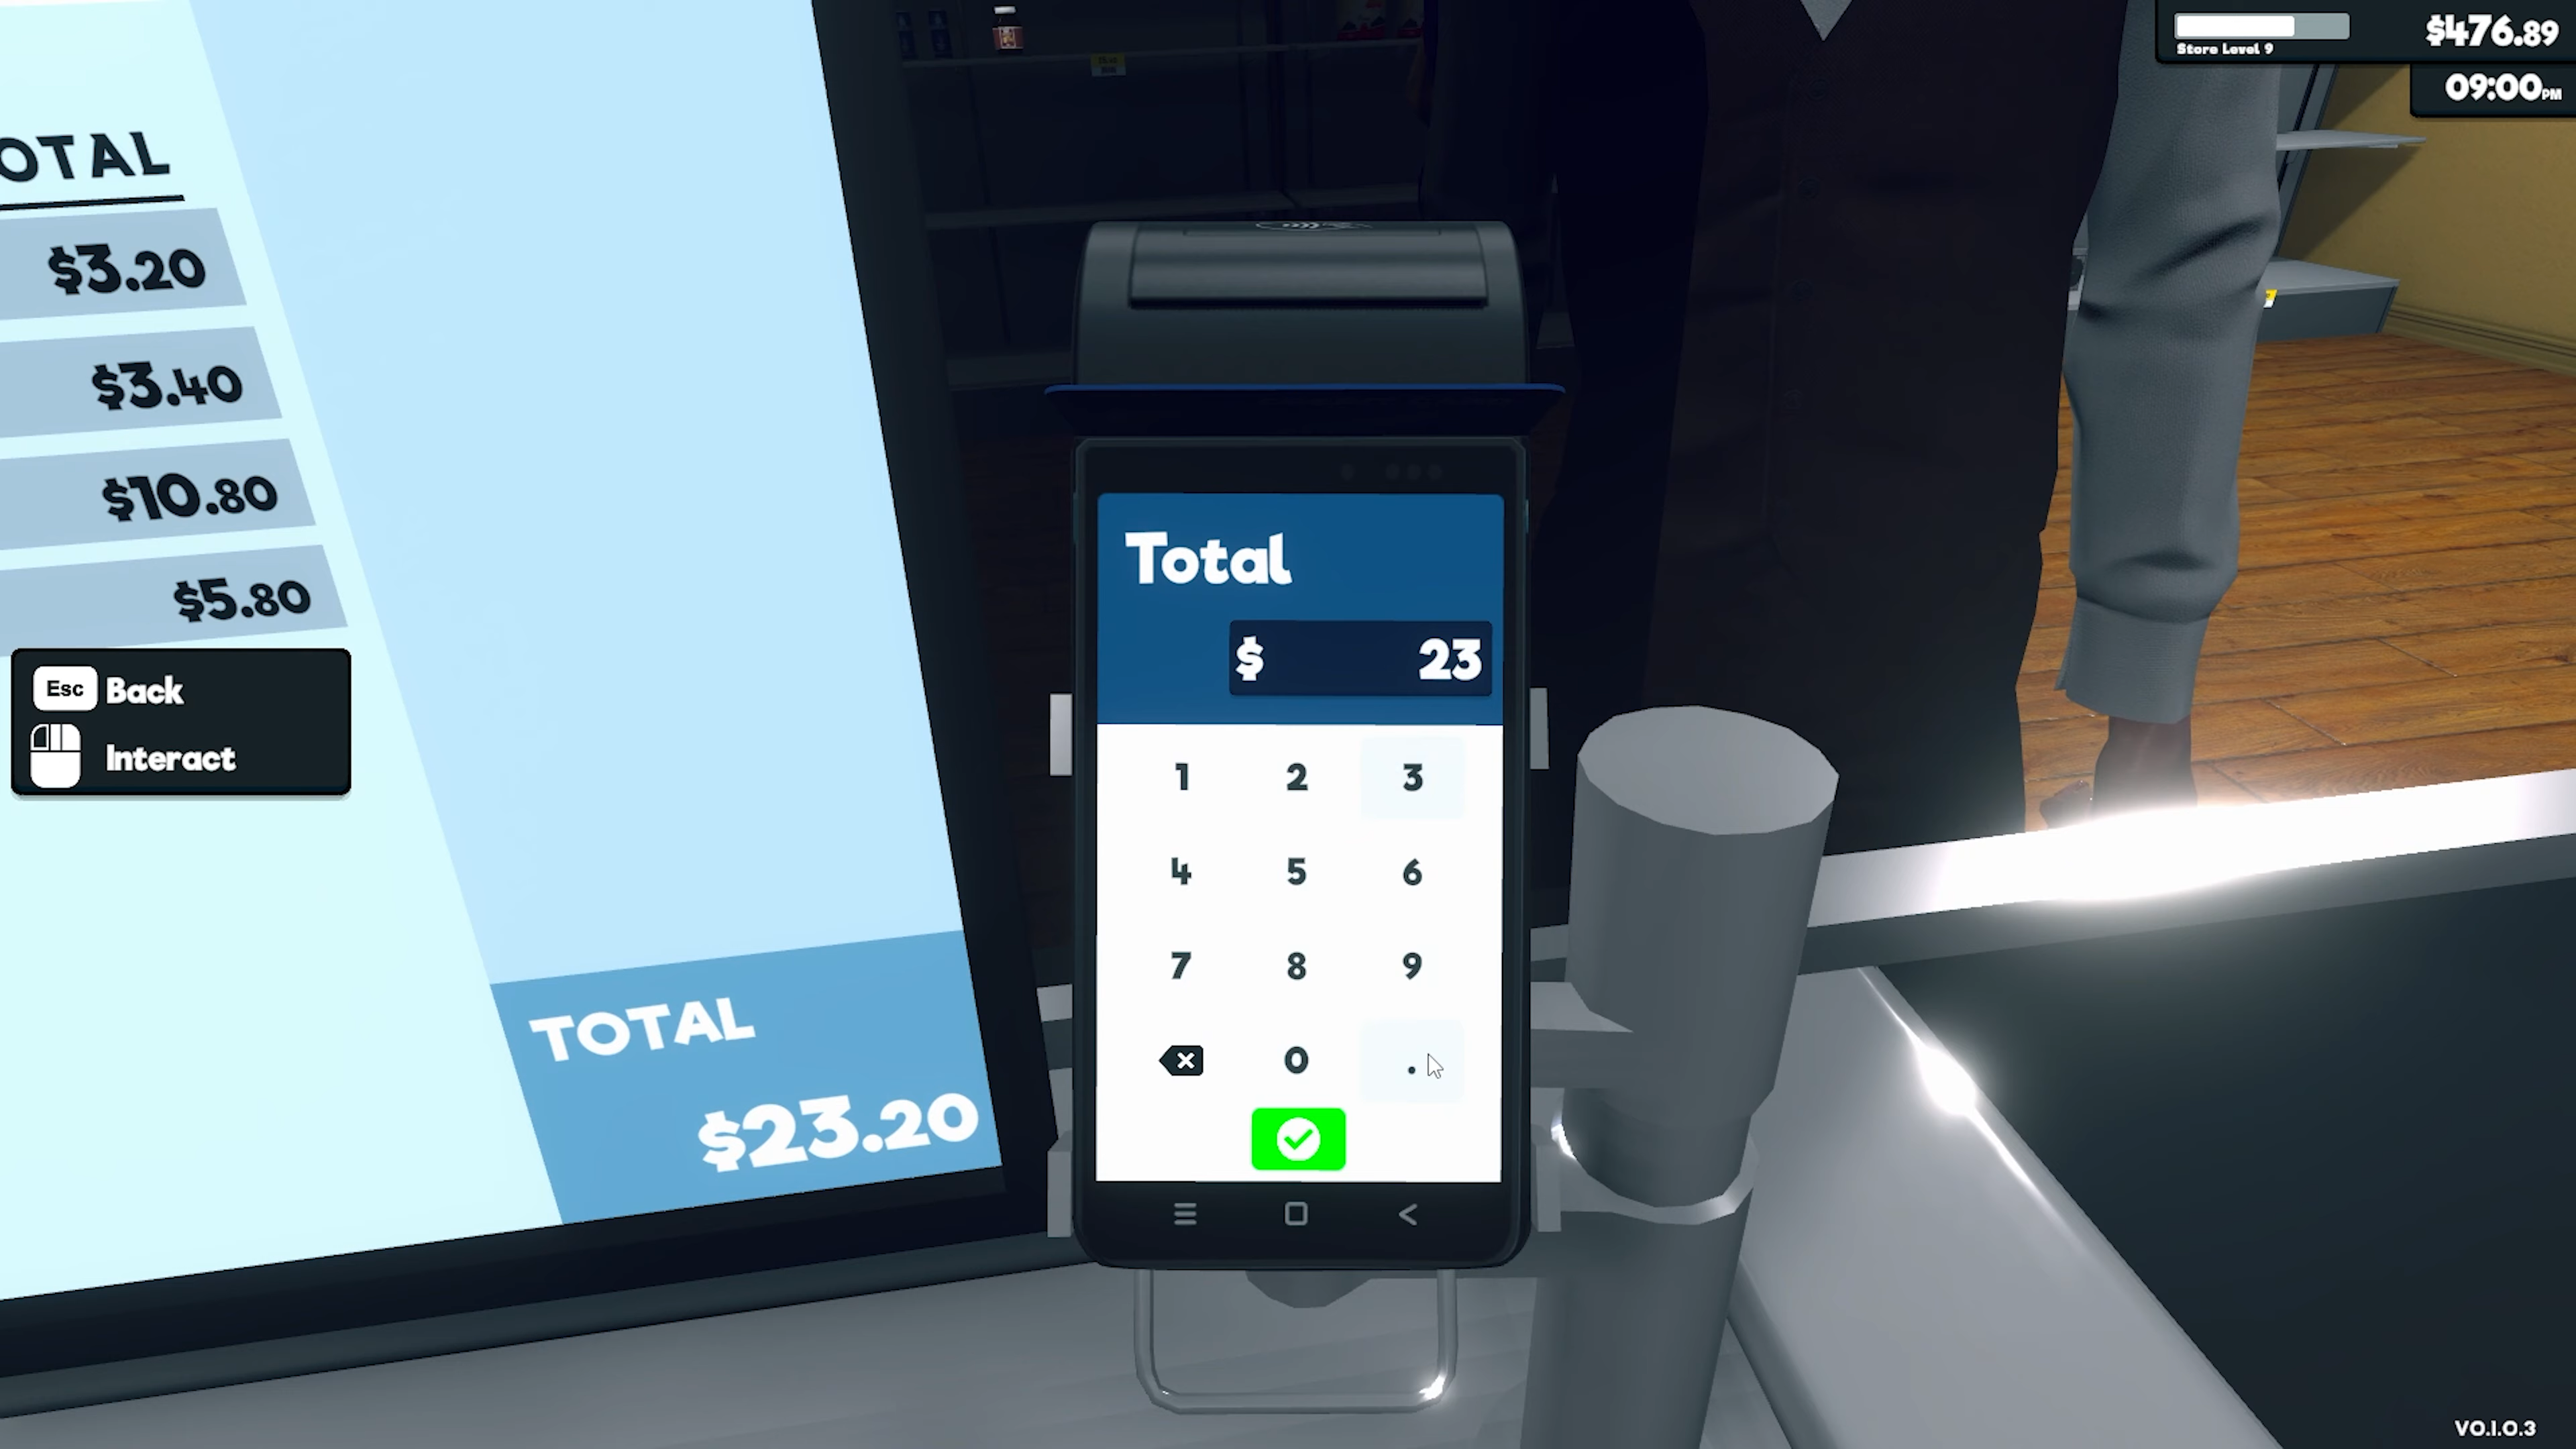 $476.89
Store Level 9
09:00PM
OTAL
$3.20
$3.40
$10.80
$5.80
Esc Back
Interact
TOTAL
$23.20
Total
$ 23
1 2 3
4 5 6
7 8 9
0 .
V0.1.0.3